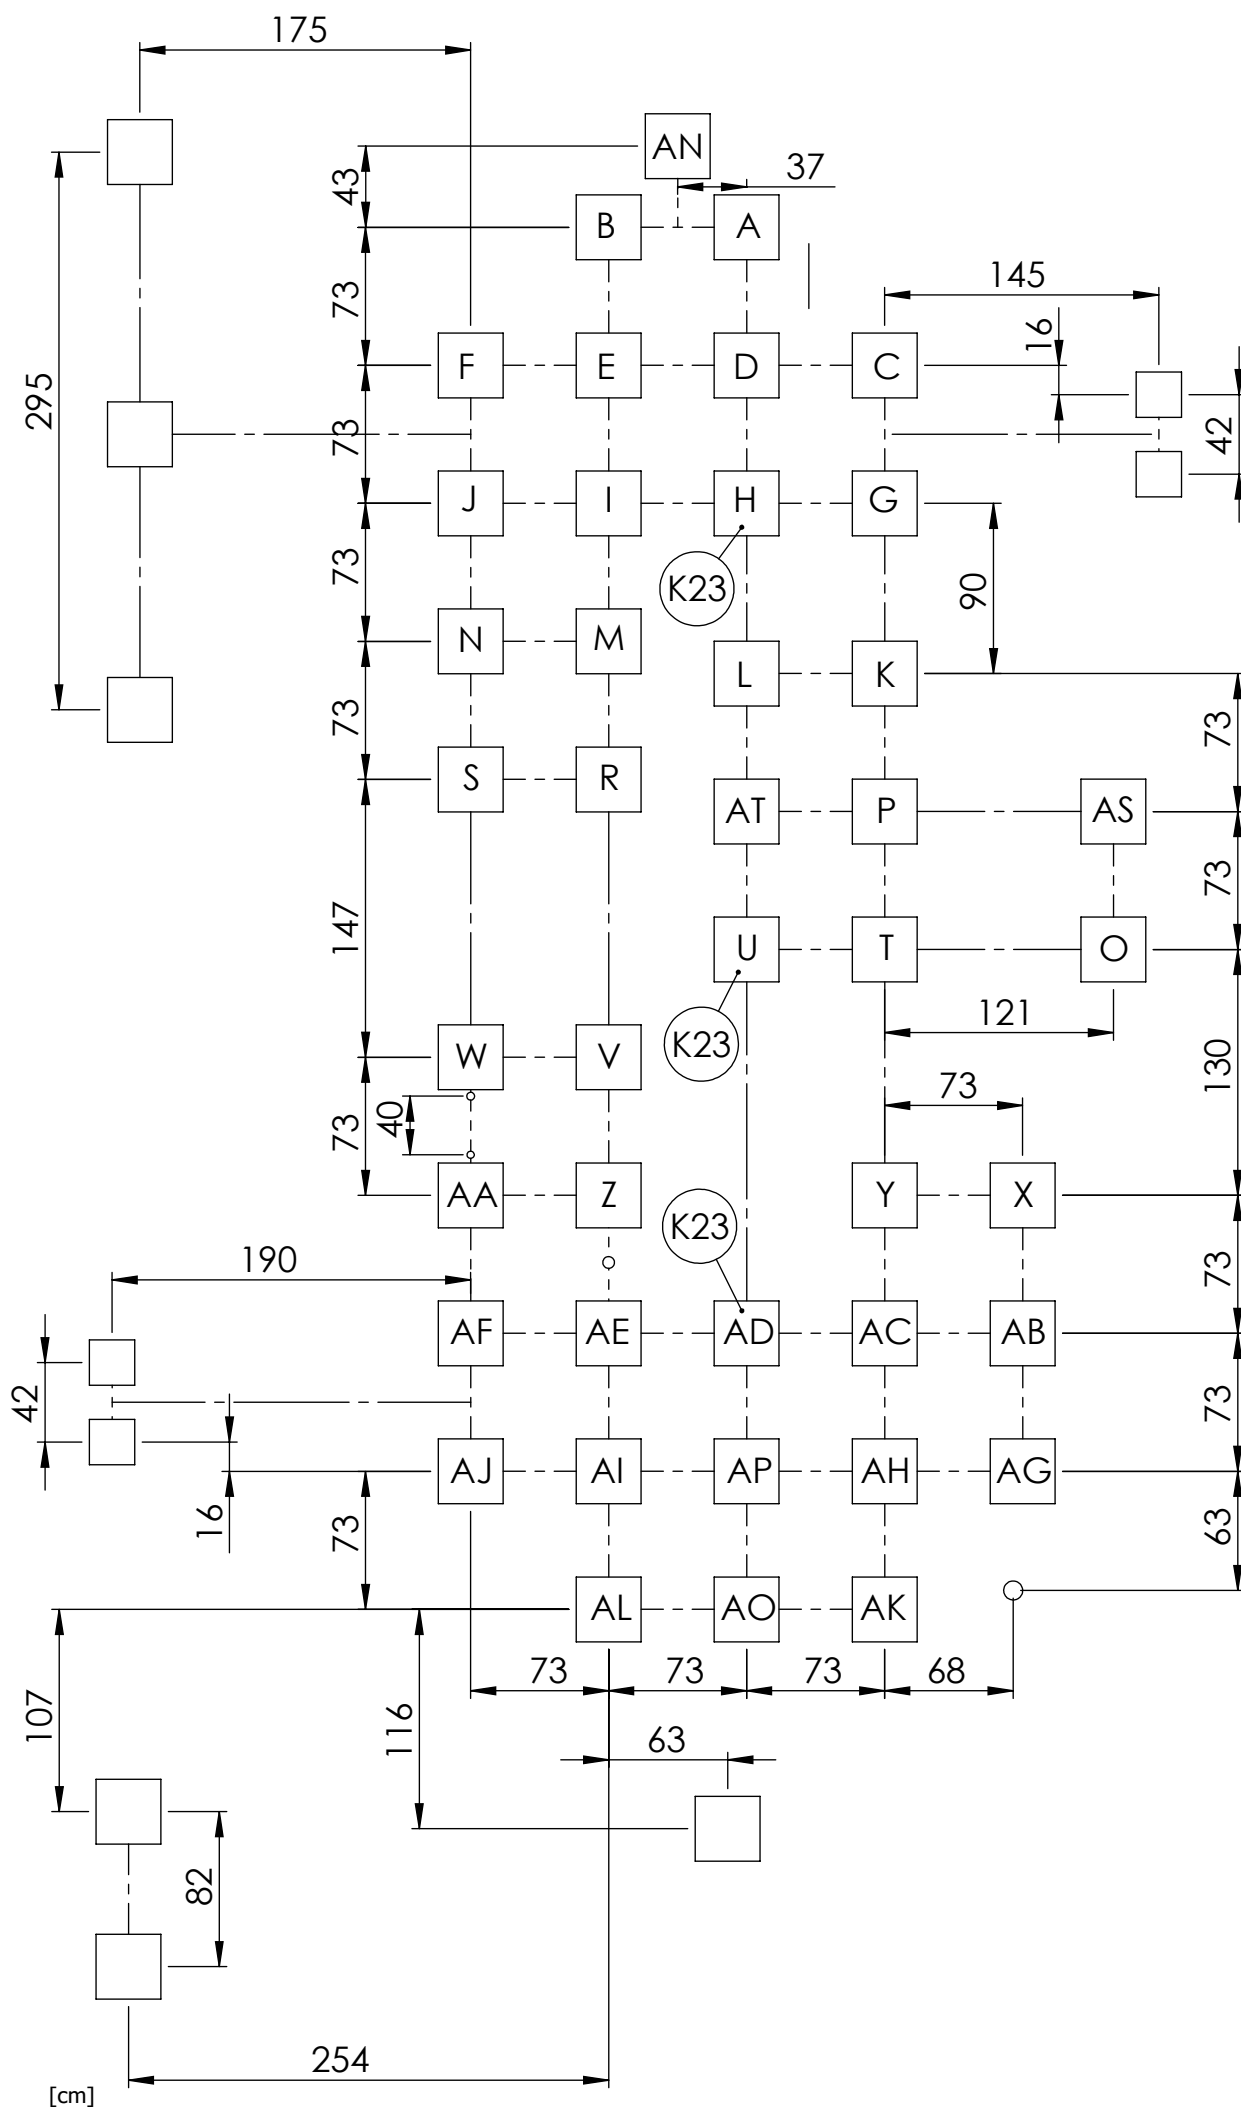 175
AN
37
43
B A
73
145
16
F E D C
295
73
42
J I H G
K23
73
90
N M
L K
73
73
S R
AT P AS
147
73
U T O
K23
121
W V
130
73
40
73
AA Z
Y X
K23
190
73
AF AE AD AC AB
42
73
AJ AI AP AH AG
16
73
63
AL AO AK
73 73 73 68
107
116
63
82
254
[cm]